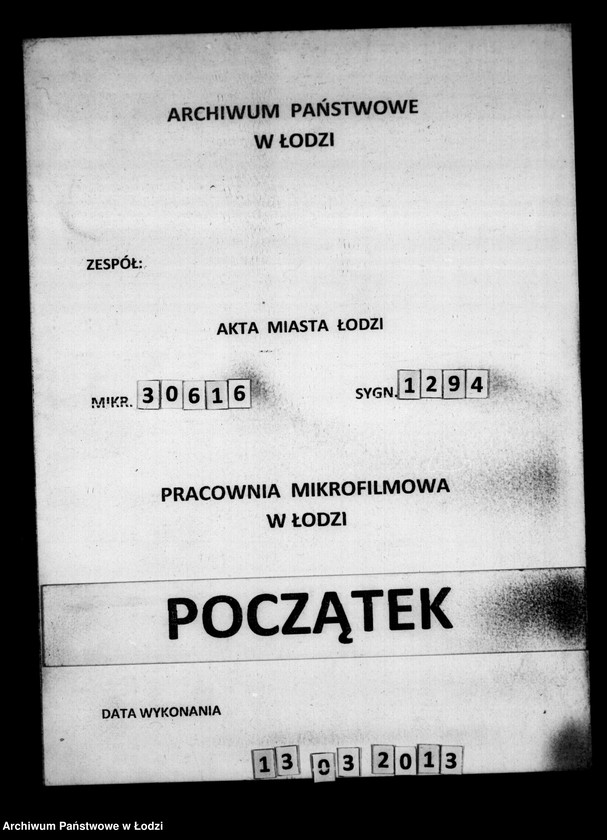 ARCHIWUM PAŃSTWOWE
W ŁODZI
ZESPÓŁ:
AKTA MIASTA ŁODZI
MIKR. 30616 SYGN. 1294
PRACOWNIA MIKROFILMOWA
W ŁODZI
POCZĄTEK
DATA WYKONANIA
13 03 2013
Archiwum Państwowe w Łodzi